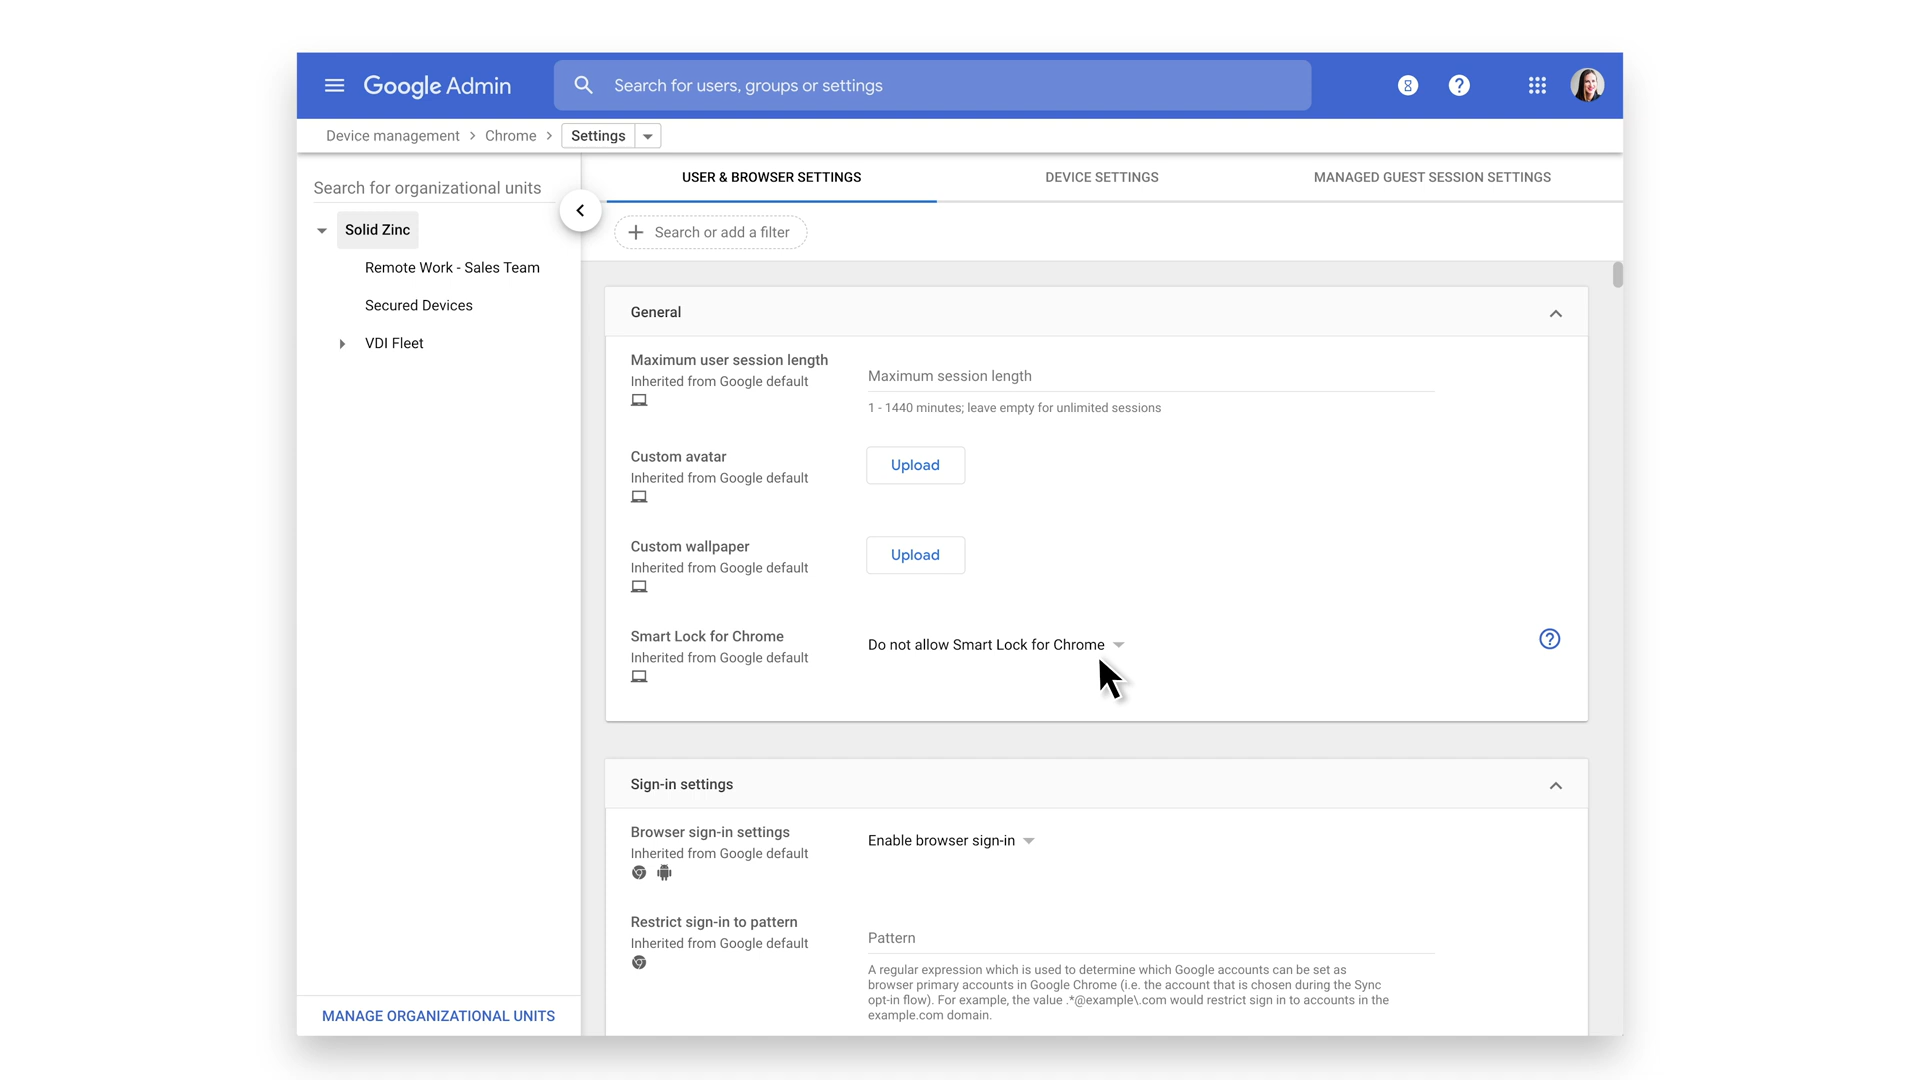 Google Admin
Search for users, groups or settings
Device management > Chrome > Settings
Search for organizational units
Solid Zinc
Remote Work - Sales Team
Secured Devices
VDI Fleet
MANAGE ORGANIZATIONAL UNITS
USER & BROWSER SETTINGS
DEVICE SETTINGS
MANAGED GUEST SESSION SETTINGS
Search or add a filter
General
Maximum user session length
Inherited from Google default
Maximum session length
1 - 1440 minutes; leave empty for unlimited sessions
Custom avatar
Inherited from Google default
Upload
Custom wallpaper
Inherited from Google default
Upload
Smart Lock for Chrome
Inherited from Google default
Do not allow Smart Lock for Chrome
Sign-in settings
Browser sign-in settings
Inherited from Google default
Enable browser sign-in
Restrict sign-in to pattern
Inherited from Google default
Pattern
A regular expression which is used to determine which Google accounts can be set as
browser primary accounts in Google Chrome (i.e. the account that is chosen during the Sync
opt-in flow). For example, the value .*@example\.com would restrict sign in to accounts in the
example.com domain.